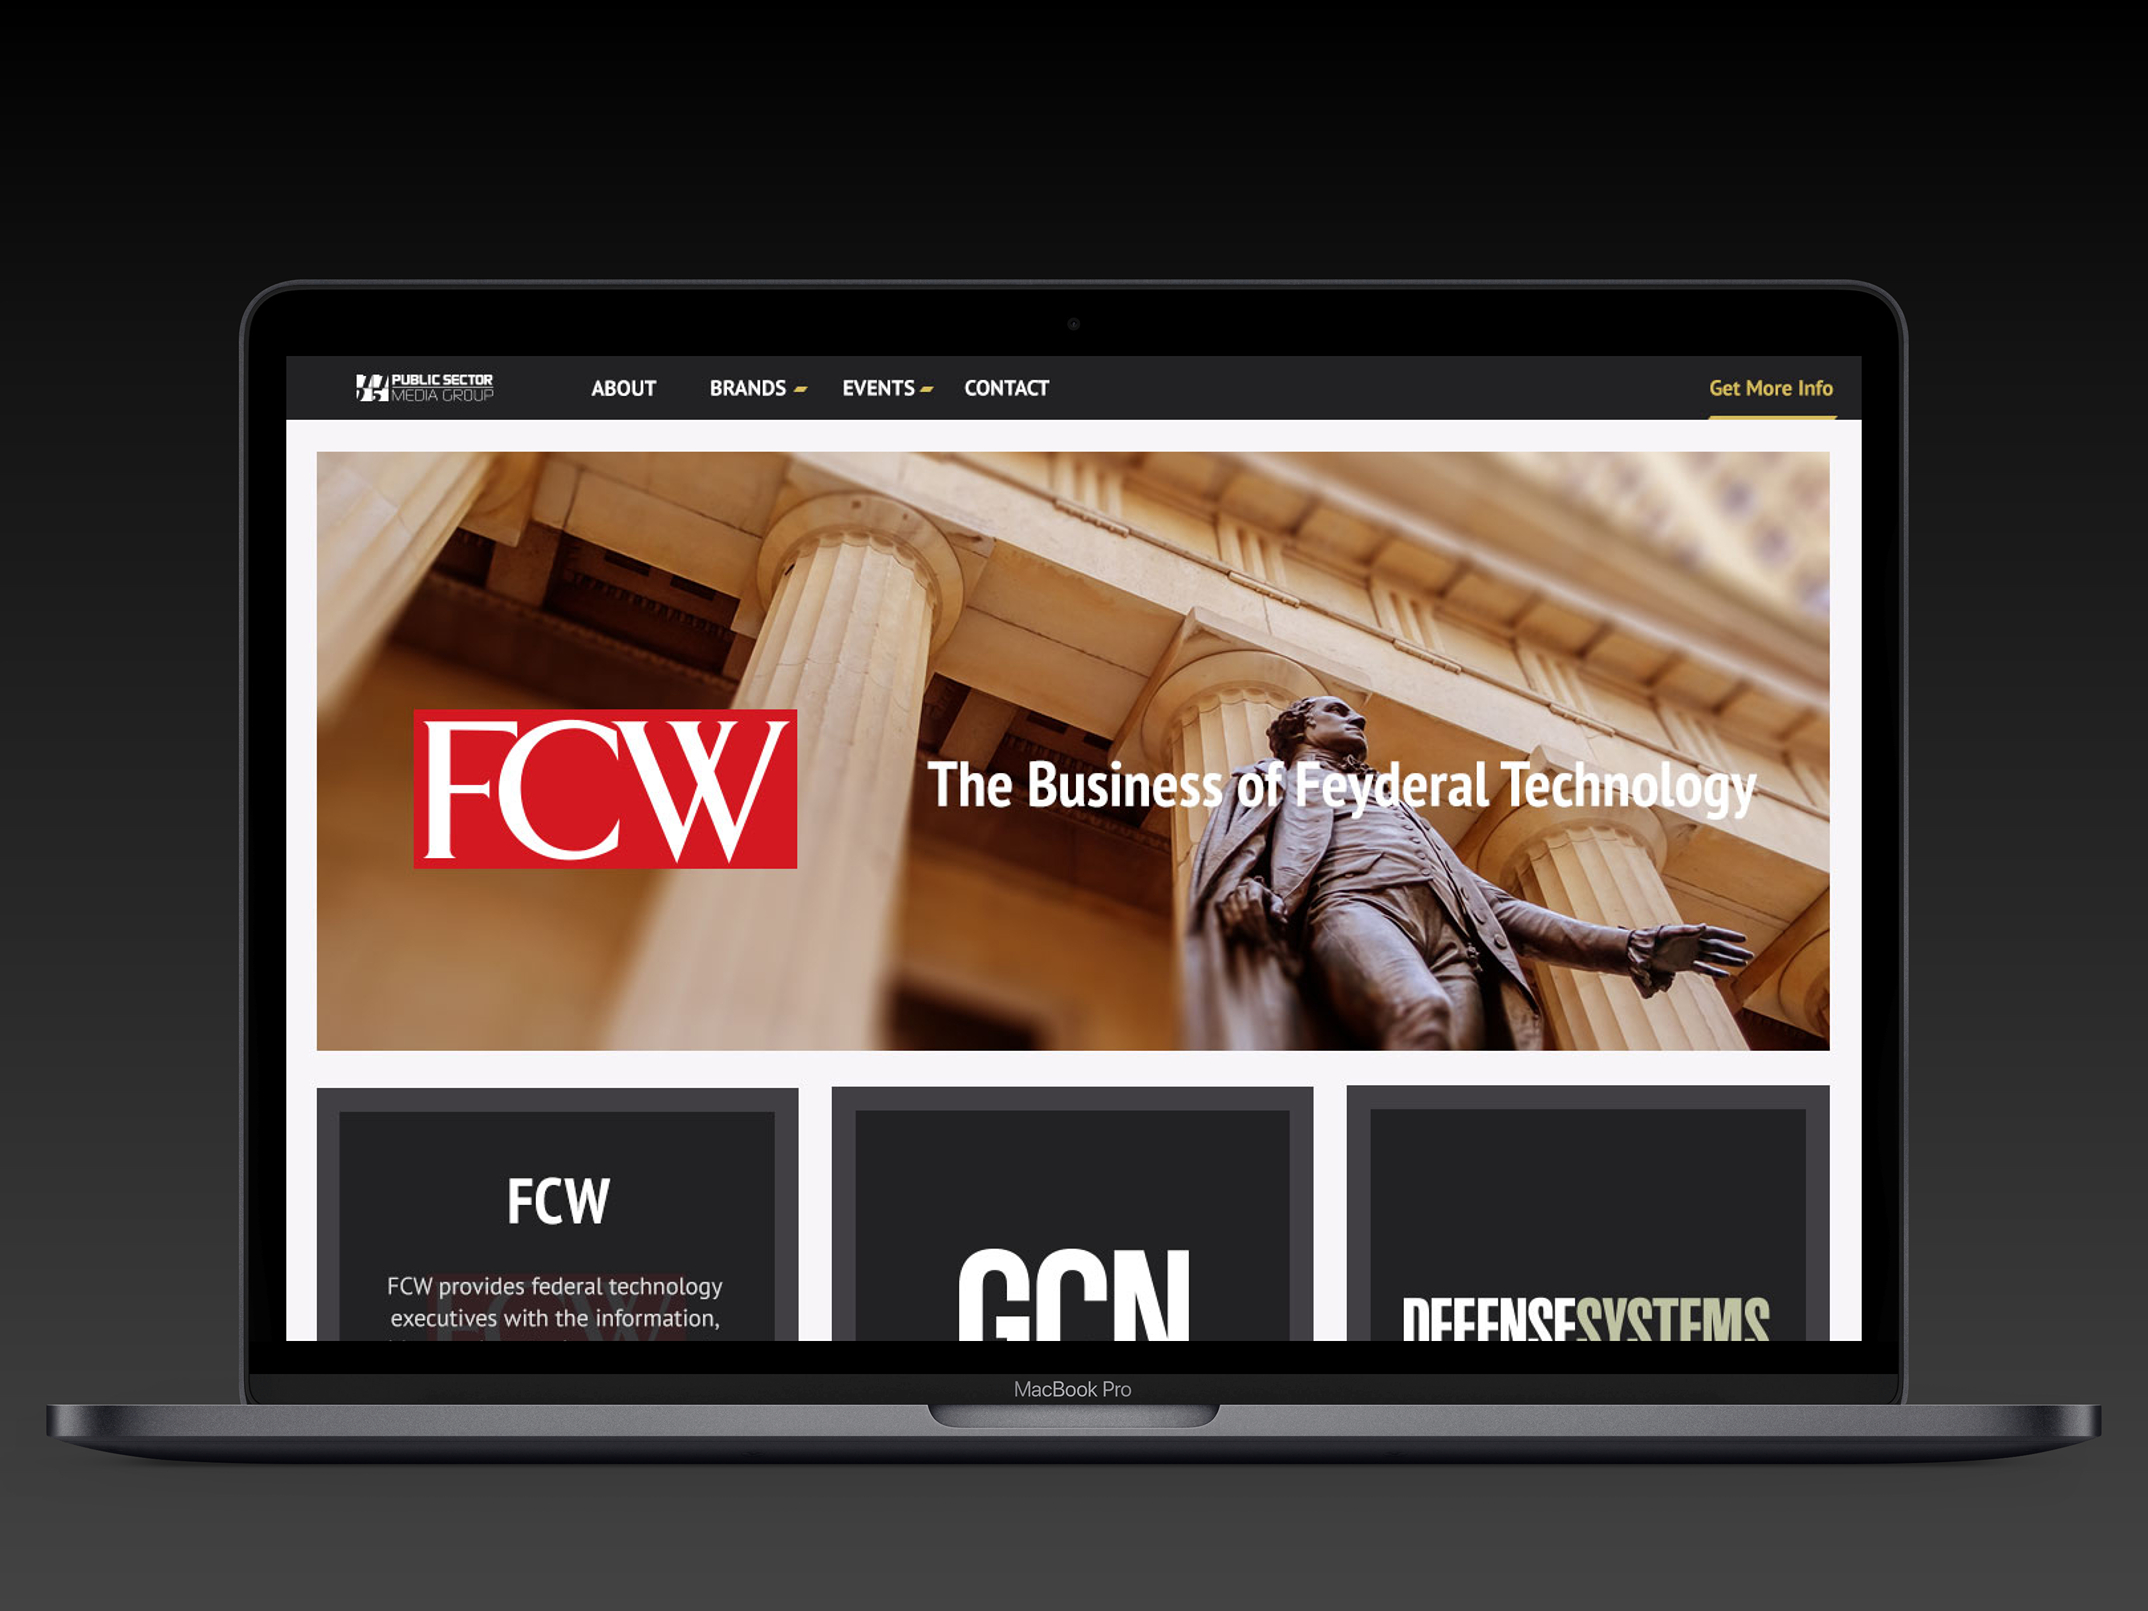 PUBLIC SECTOR
MEDIA GROUP
ABOUT
BRANDS
EVENTS
CONTACT
Get More Info
FCW
The Business of Feyderal Technology
FCW
FCW provides federal technology
executives with the information,
FCW
GCN
DEFENSESYSTEMS
MacBook Pro